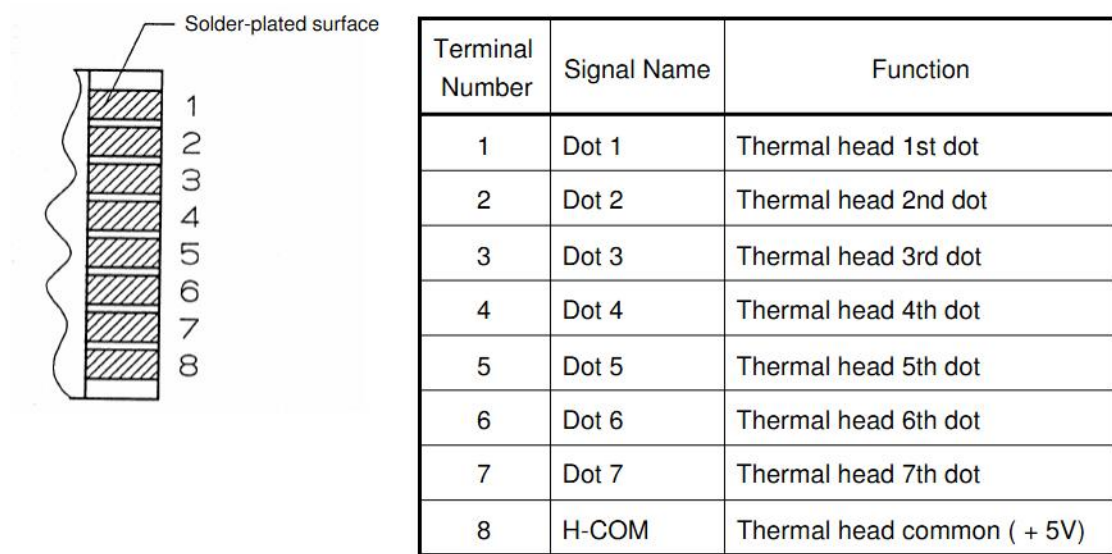 Solder-plated surface
1
2
3
4
5
6
7
8
Terminal Number Signal Name Function
1 Dot 1 Thermal head 1st dot
2 Dot 2 Thermal head 2nd dot
3 Dot 3 Thermal head 3rd dot
4 Dot 4 Thermal head 4th dot
5 Dot 5 Thermal head 5th dot
6 Dot 6 Thermal head 6th dot
7 Dot 7 Thermal head 7th dot
8 H-COM Thermal head common ( + 5V)